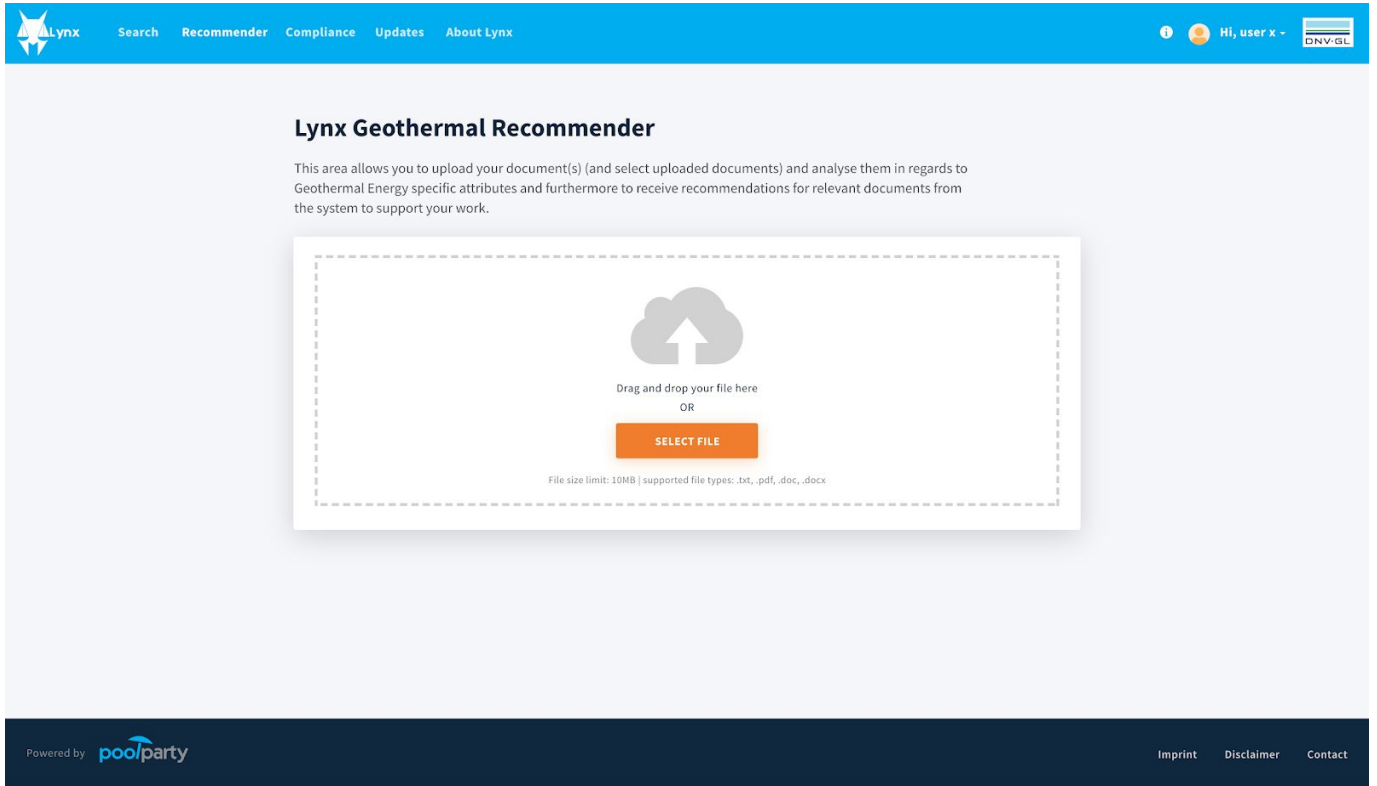 Lynx Search Recommender Compliance Updates About Lynx Hi, user x DNV·GL
Lynx Geothermal Recommender
This area allows you to upload your document(s) (and select uploaded documents) and analyse them in regards to
Geothermal Energy specific attributes and furthermore to receive recommendations for relevant documents from
the system to support your work.
Drag and drop your file here
OR
SELECT FILE
File size limit: 10MB | supported file types: .txt, .pdf, .doc, .docx
Powered by poolparty Imprint Disclaimer Contact